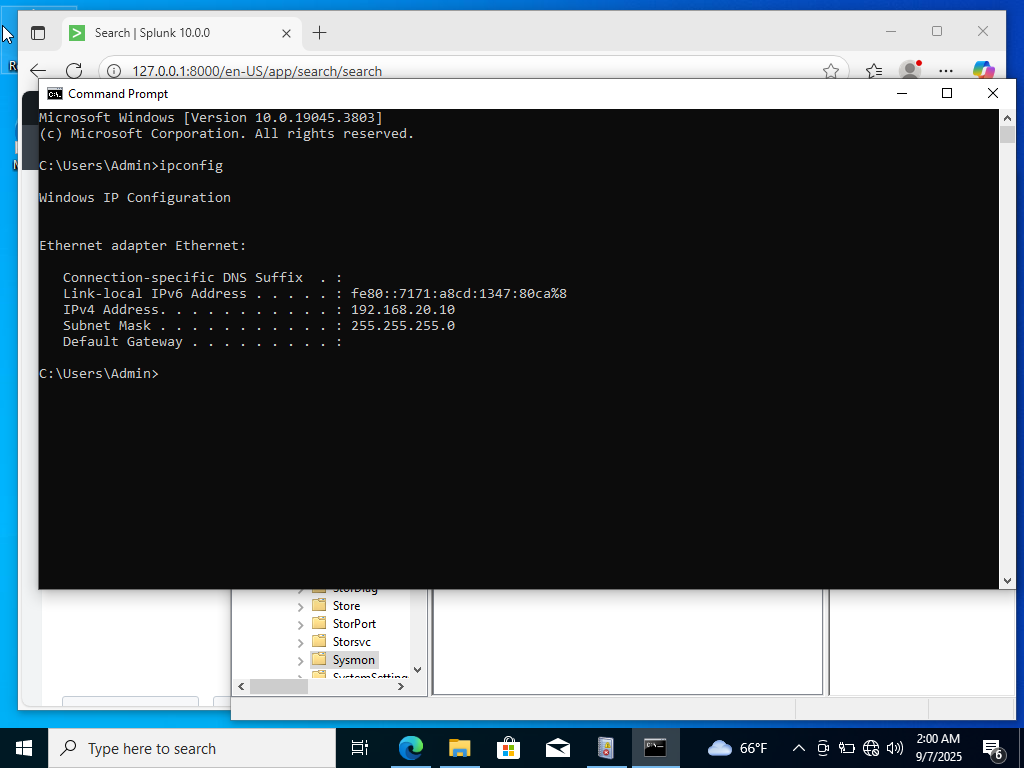 Search | Splunk 10.0.0
127.0.0.1:8000/en-US/app/search/search
Command Prompt
Microsoft Windows [Version 10.0.19045.3803]
(c) Microsoft Corporation. All rights reserved.
C:\Users\Admin>ipconfig
Windows IP Configuration
Ethernet adapter Ethernet:
Connection-specific DNS Suffix  . :
Link-local IPv6 Address . . . . . : fe80::7171:a8cd:1347:80ca%8
IPv4 Address. . . . . . . . . . . : 192.168.20.10
Subnet Mask . . . . . . . . . . . : 255.255.255.0
Default Gateway . . . . . . . . . :
C:\Users\Admin>
StorDiag
Store
StorPort
Storsvc
Sysmon
Type here to search
66°F
2:00 AM
9/7/2025
6